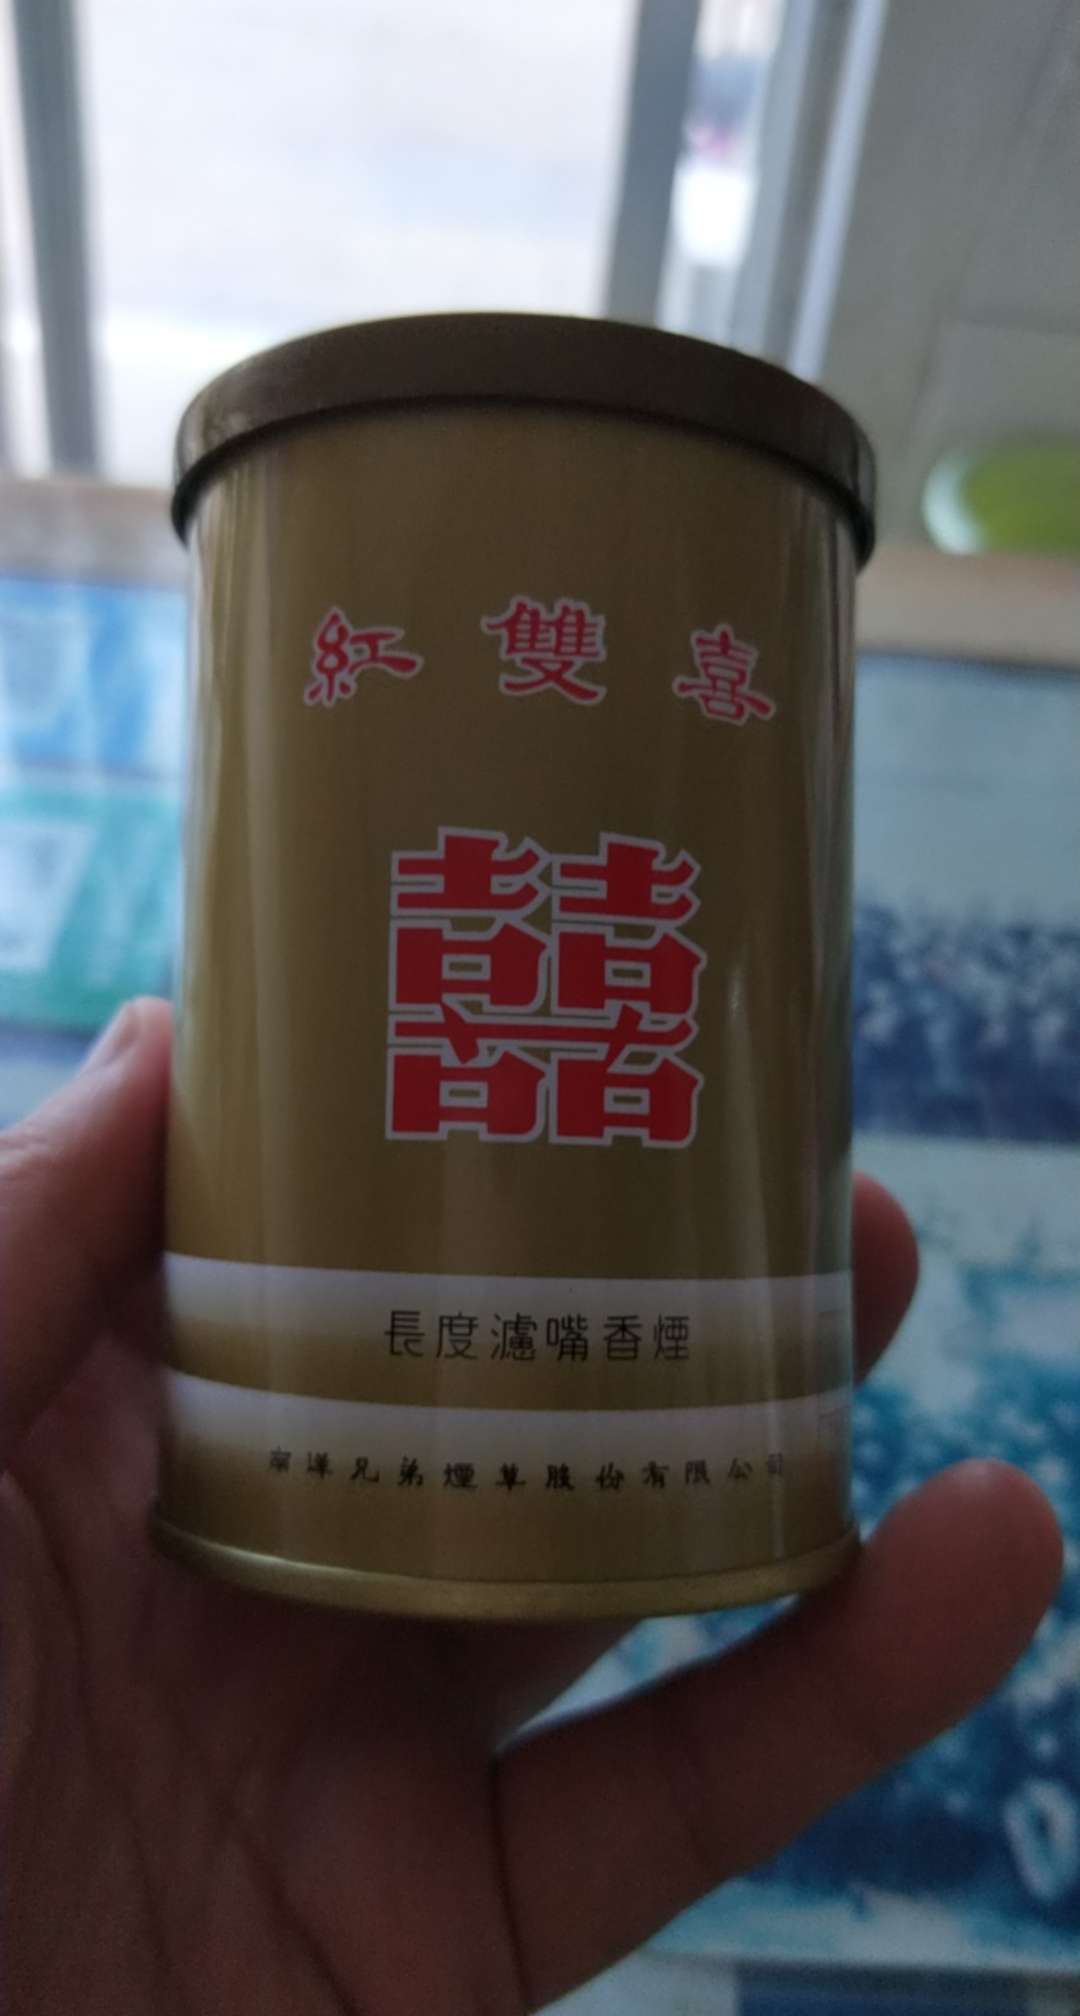 紅雙喜
囍
長度濾嘴香煙
南洋兄弟煙草股份有限公司